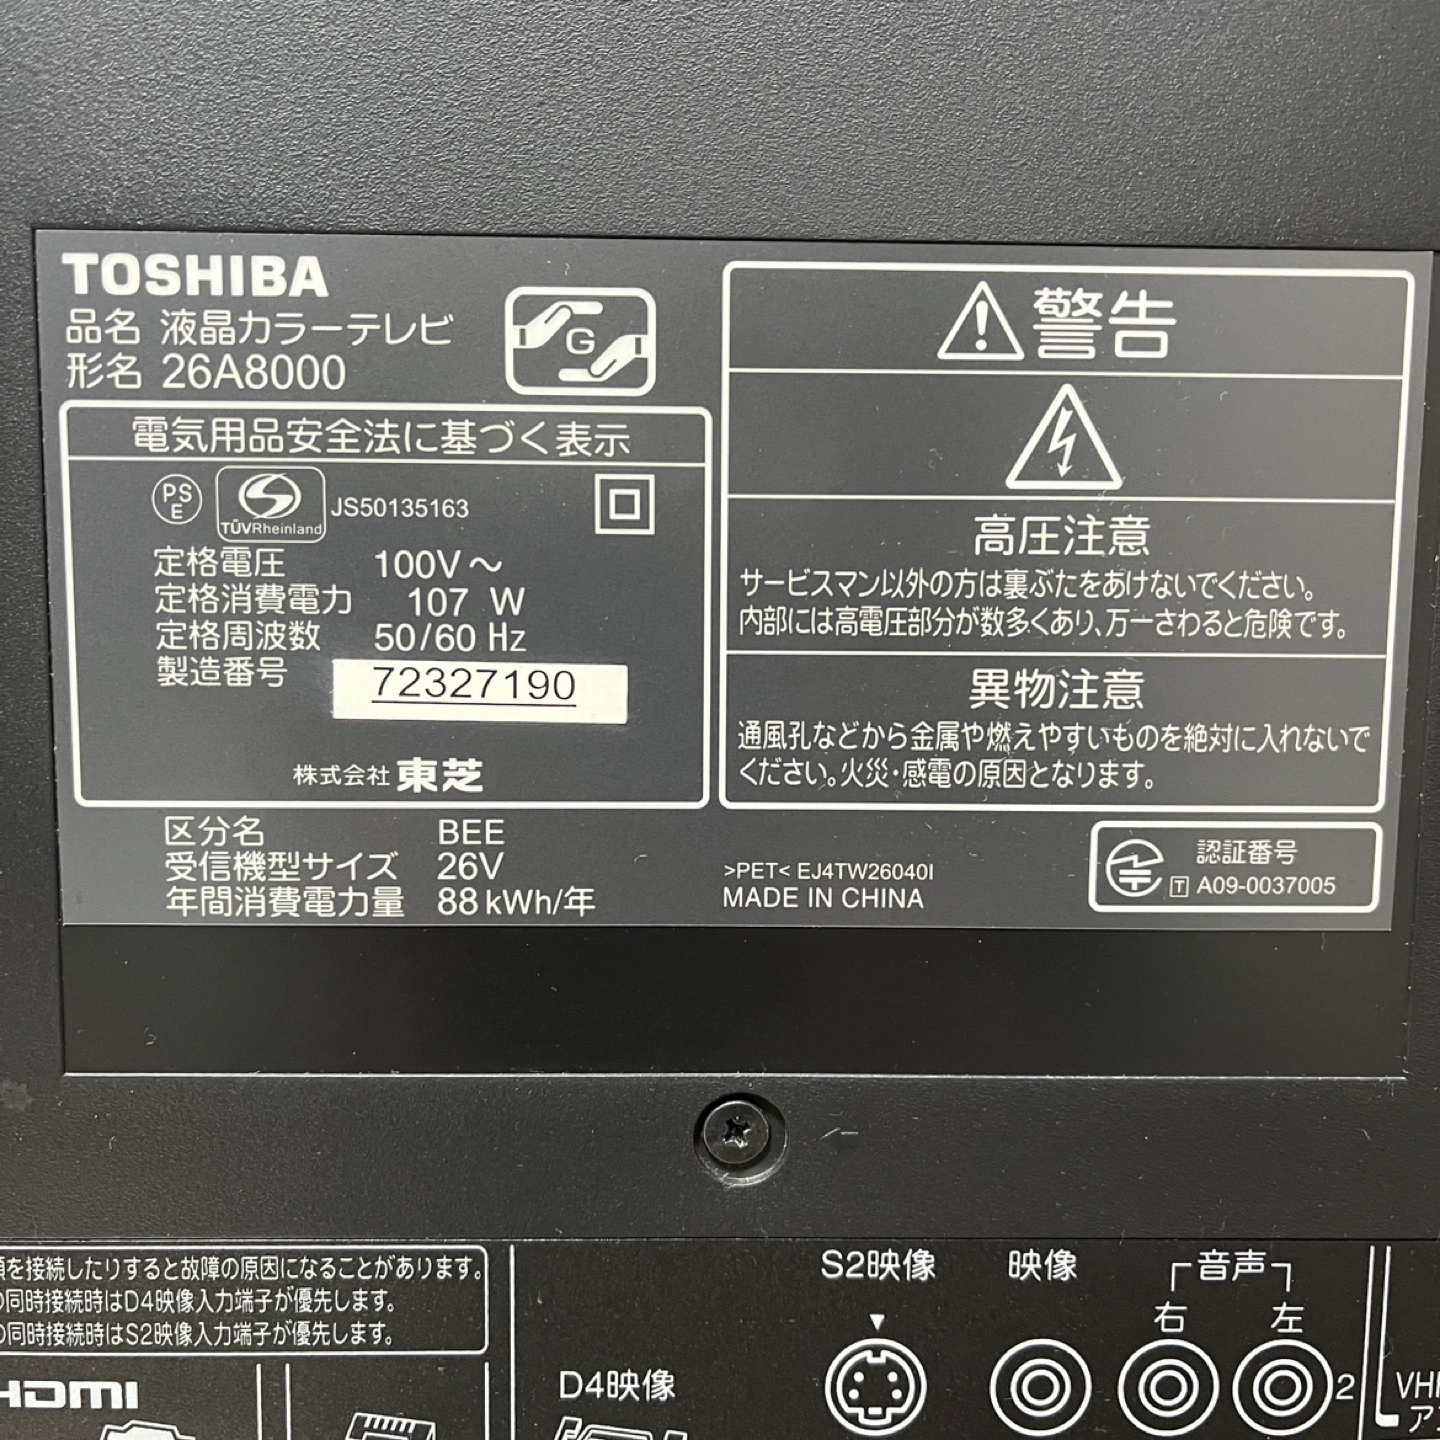 TOSHIBA
品名 液晶カラーテレビ
形名 26A8000
G
電気用品安全法に基づく表示
PS
E
TÜVRheinland
JS50135163
定格電圧 100V～
定格消費電力 107 W
定格周波数 50/60 Hz
製造番号 72327190
株式会社 東芝
区分名 BEE
受信機型サイズ 26V
年間消費電力量 88kWh/年
警告
高圧注意
サービスマン以外の方は裏ぶたをあけないでください。
内部には高電圧部分が数多くあり、万一さわると危険です。
異物注意
通風孔などから金属や燃えやすいものを絶対に入れないで
ください。火災・感電の原因となります。
>PET< EJ4TW26040I
MADE IN CHINA
認証番号
T A09-0037005
を接続したりすると故障の原因になることがあります。
同時接続時はD4映像入力端子が優先します。
同時接続時はS2映像入力端子が優先します。
HDMI
D4映像
S2映像
映像
音声
右 左
2
VH